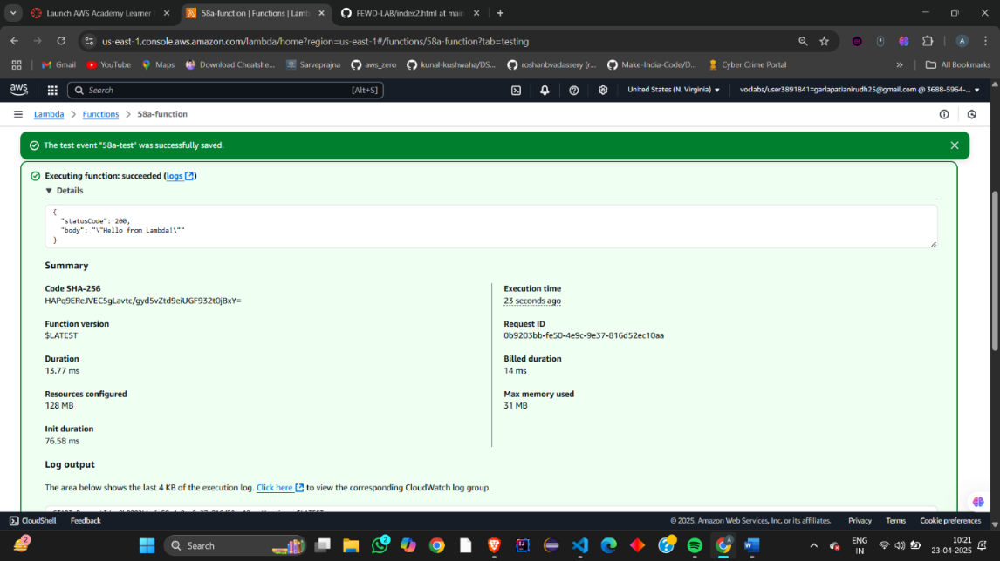 Launch AWS Academy Learner
58a-function | Functions | Lamb
FEWD-LAB/index2.html at main
us-east-1.console.aws.amazon.com/lambda/home?region=us-east-1#/functions/58a-function?tab=testing
A
Gmail
YouTube
Maps
Download Cheatshe...
Sarveprajna
aws_zero
kunal-kushwaha/DS...
roshanbvadassery (r...
Make-India-Code/D...
Cyber Crime Portal
»
All Bookmarks
aws
Search
[Alt+S]
United States (N. Virginia)
voclabs/user3891841=garlapatianirudh25@gmail.com @ 3688-5964-...
Lambda
Functions
58a-function
The test event "58a-test" was successfully saved.
Executing function: succeeded (logs)
Details
{
"statusCode": 200,
"body": "\"Hello from Lambda!\""
}
Summary
Code SHA-256
HAPq9EReJVEC5gLavtc/gyd5vZtd9eiUGF932t0jBxY=
Function version
$LATEST
Duration
13.77 ms
Resources configured
128 MB
Init duration
76.58 ms
Execution time
23 seconds ago
Request ID
0b9203bb-fe50-4e9c-9e37-816d52ec10aa
Billed duration
14 ms
Max memory used
31 MB
Log output
The area below shows the last 4 KB of the execution log. Click here to view the corresponding CloudWatch log group.
CloudShell
Feedback
© 2025, Amazon Web Services, Inc. or its affiliates.
Privacy
Terms
Cookie preferences
2
Search
2
A
ENG
IN
10:21
23-04-2025